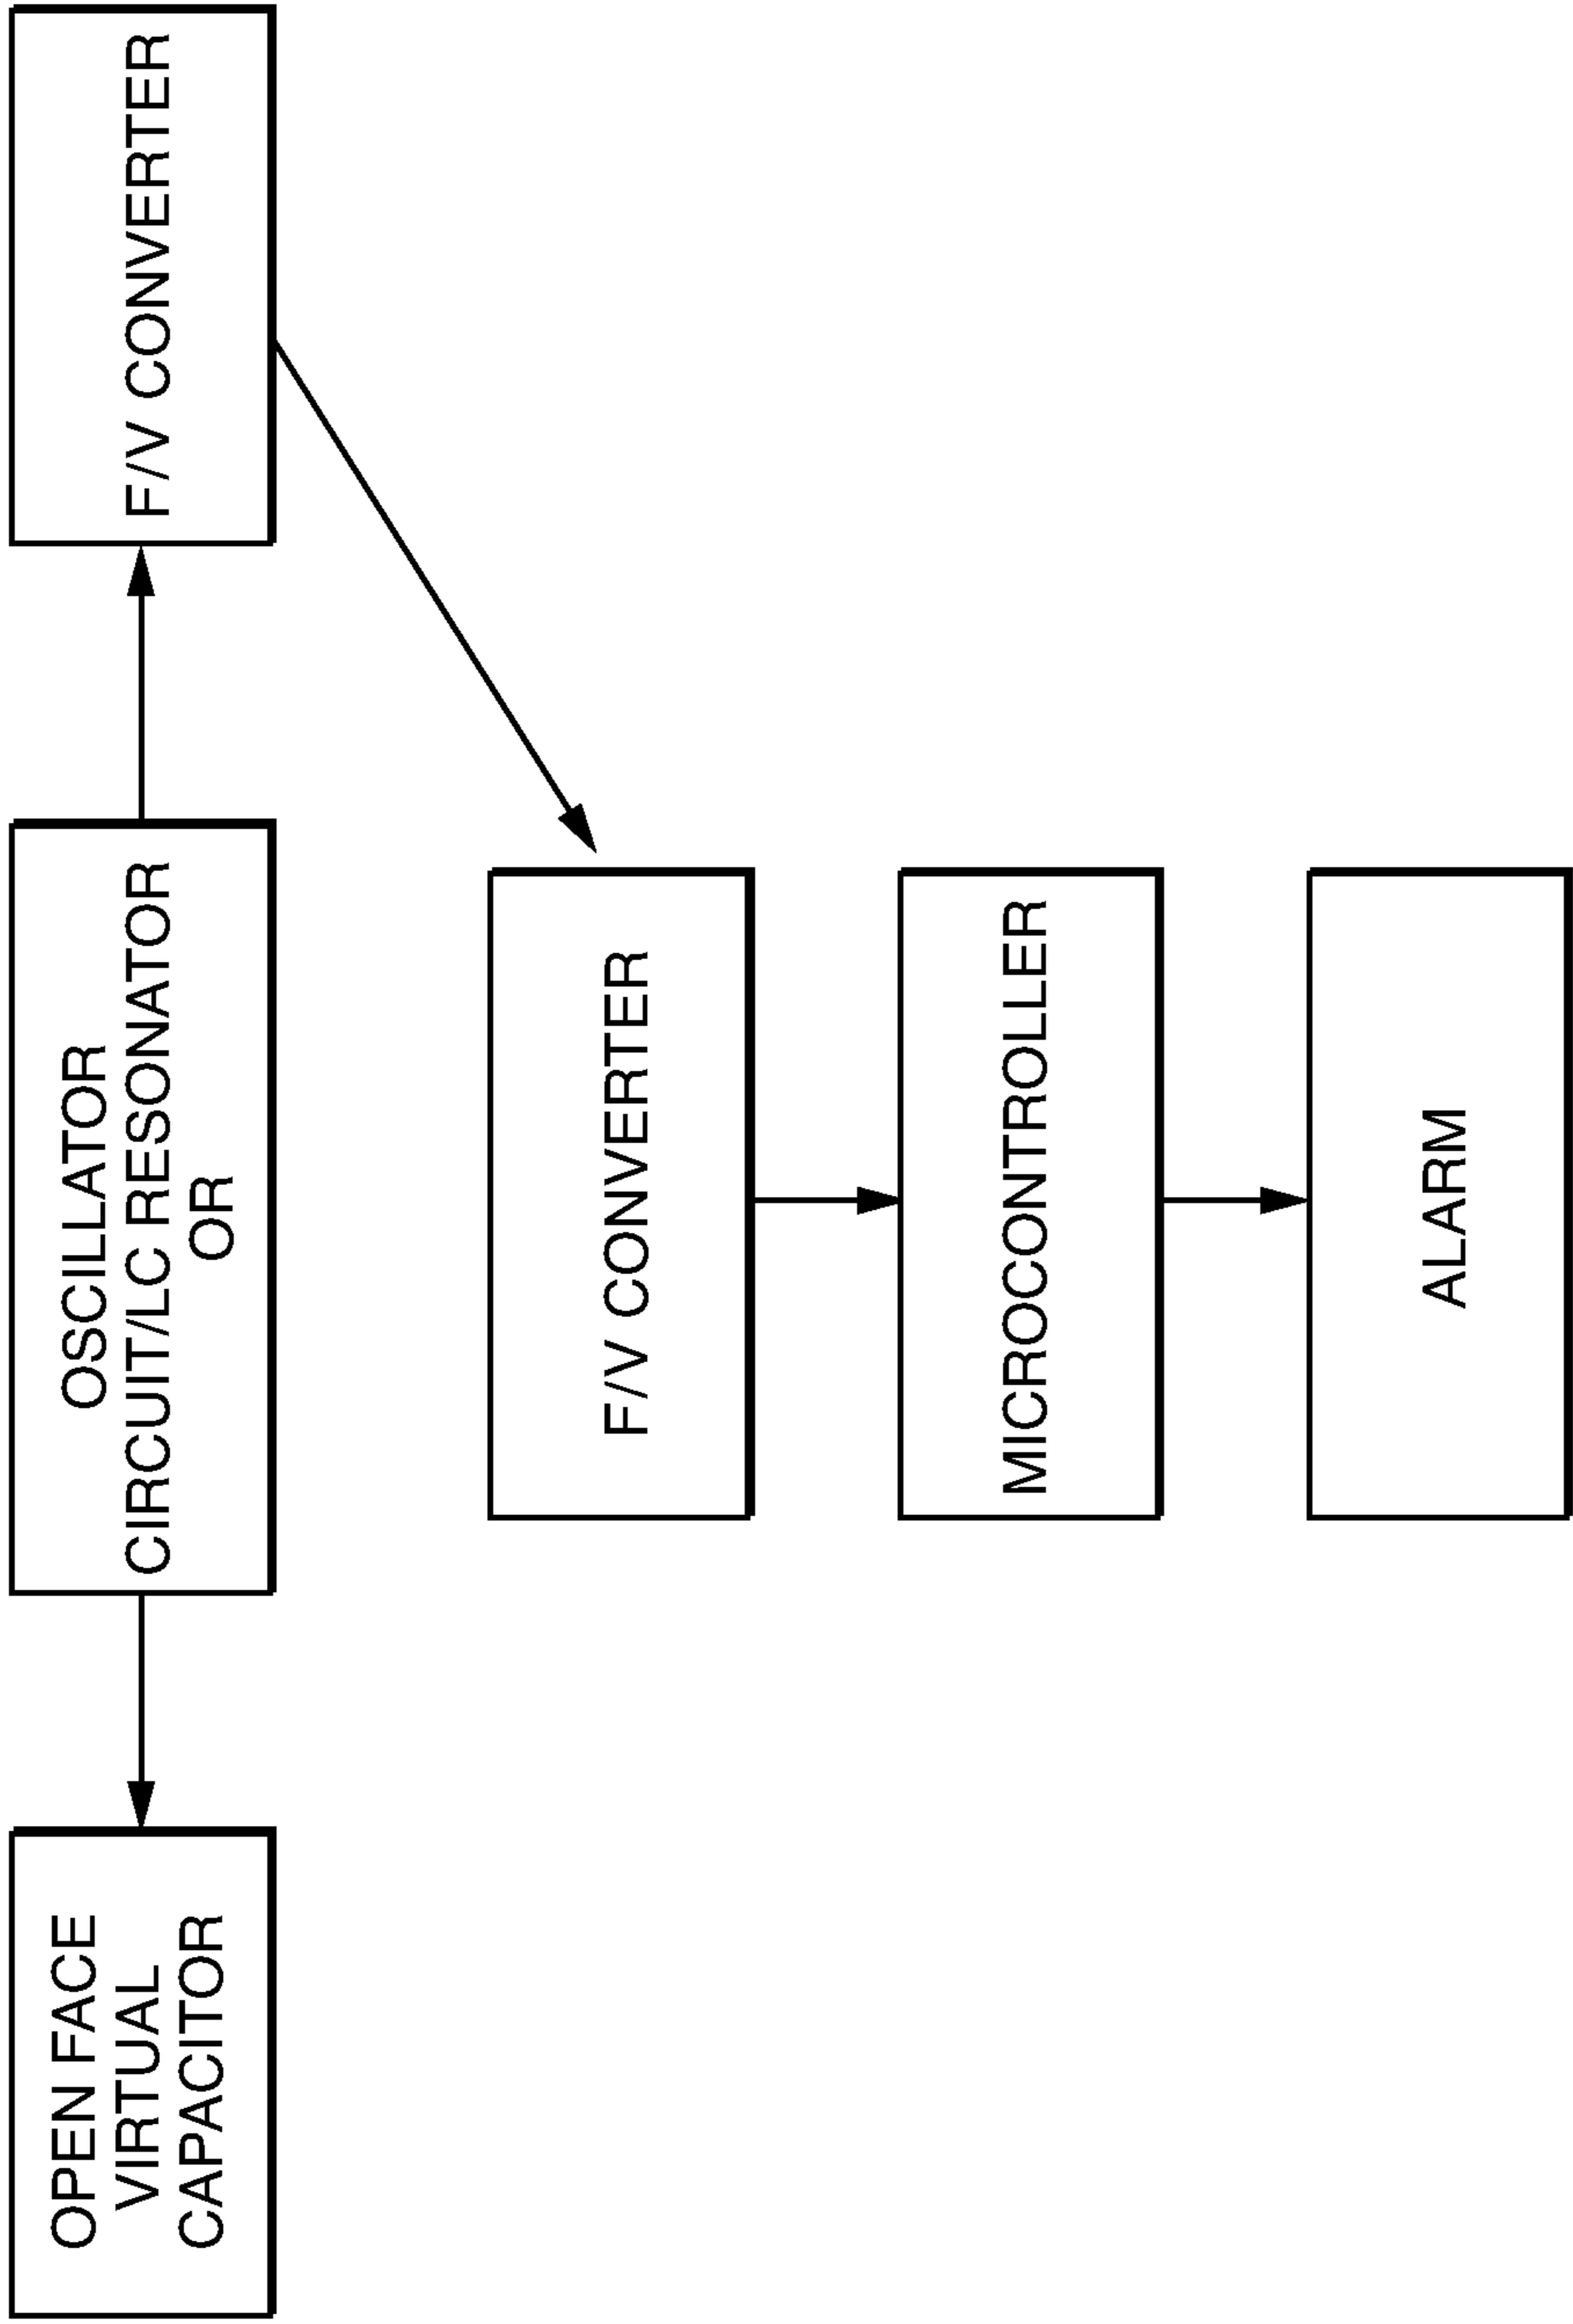 OPEN FACE
VIRTUAL
CAPACITOR
OSCILLATOR
CIRCUIT/LC RESONATOR
OR
F/V CONVERTER
F/V CONVERTER
MICROCONTROLLER
ALARM